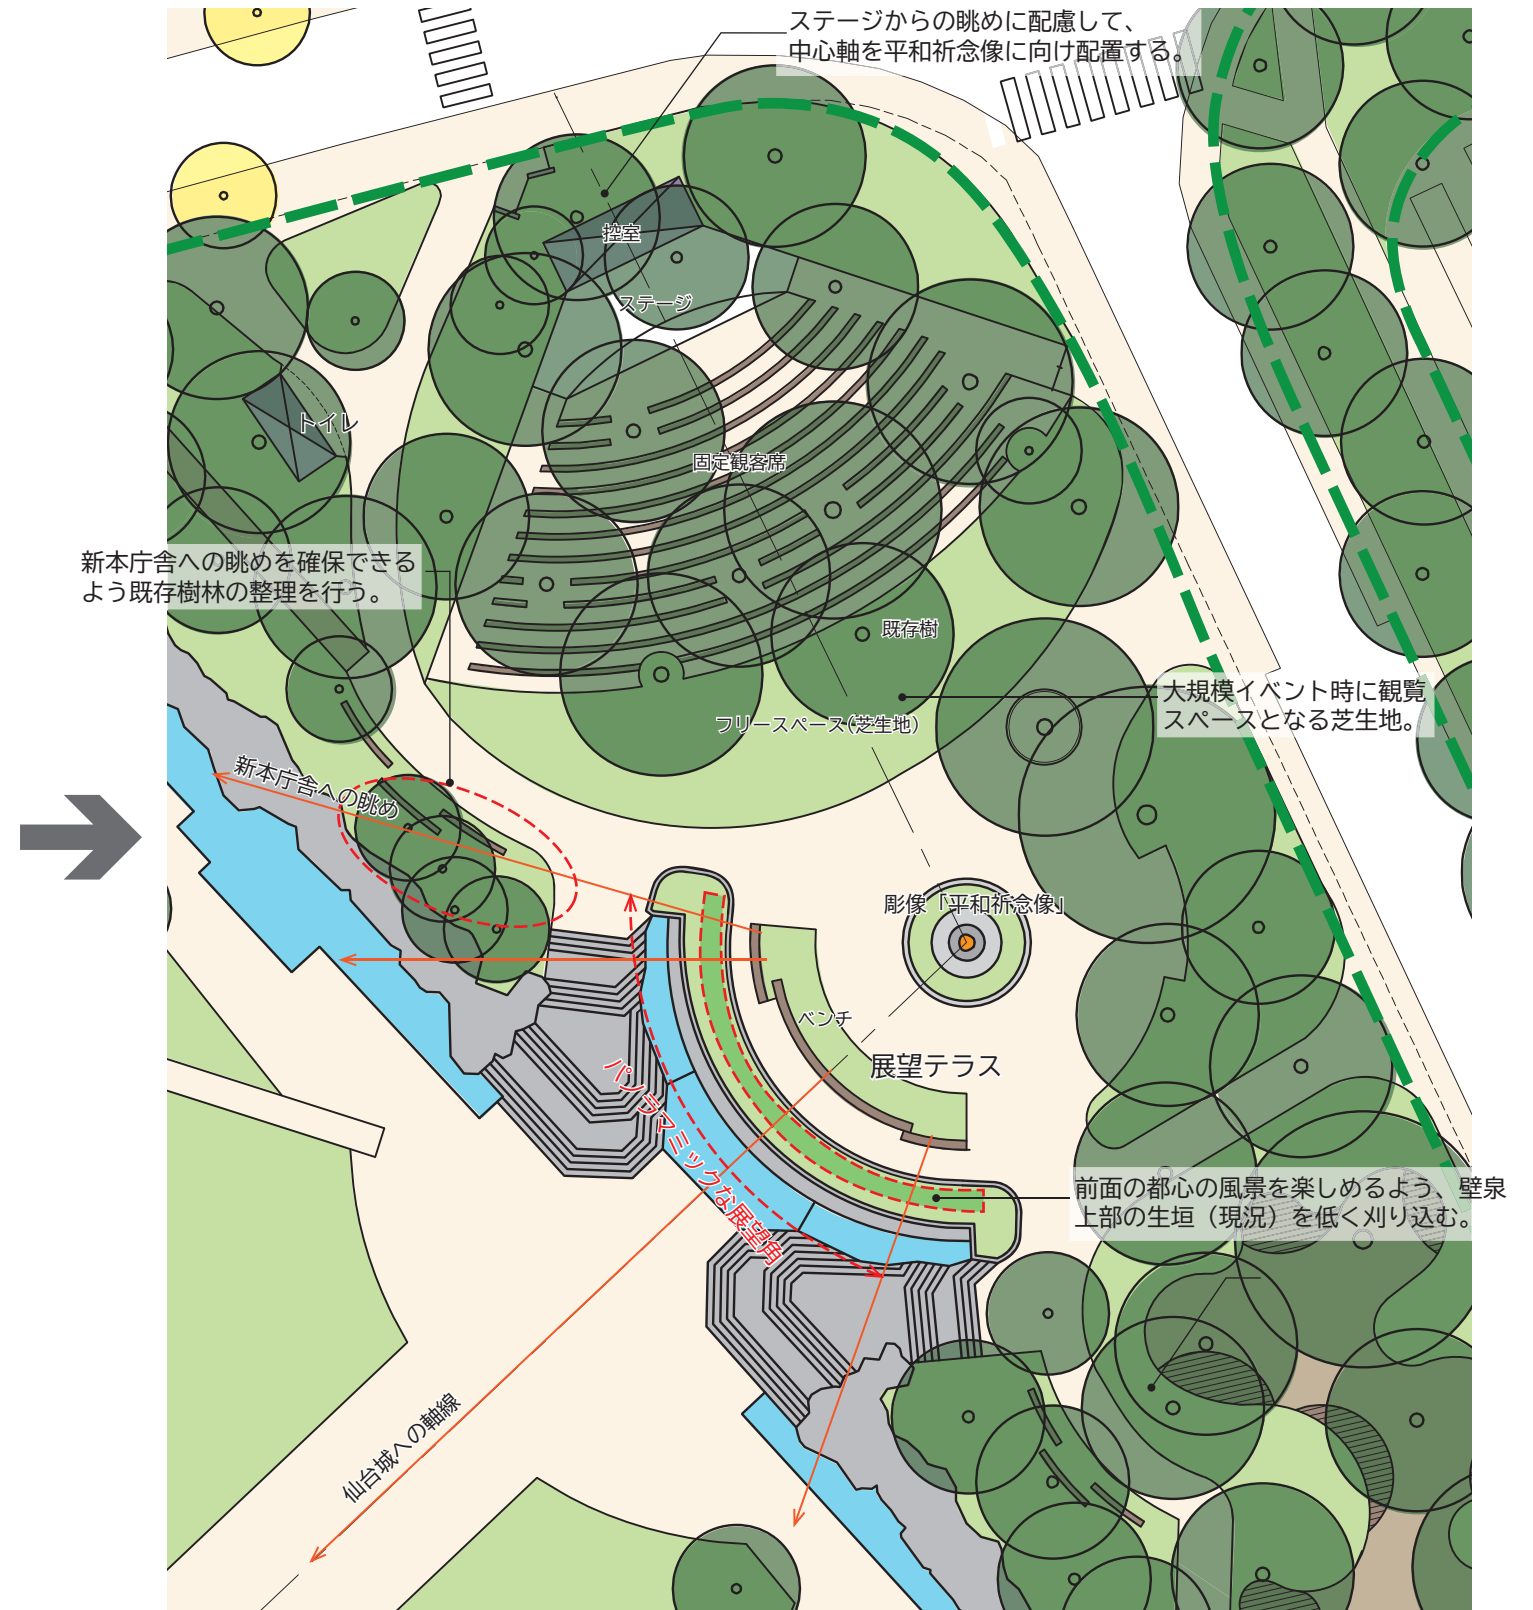 ステージからの眺めに配慮して、
中心軸を平和祈念像に向け配置する。
控室
ステージ
トイレ
固定観客席
新本庁舎への眺めを確保できる
よう既存樹林の整理を行う。
既存樹
大規模イベント時に観覧
スペースとなる芝生地。
フリースペース(芝生地)
新本庁舎への眺め
彫像「平和祈念像」
ベンチ
展望テラス
パノラマミックな展望角
前面の都心の風景を楽しめるよう、壁泉
上部の生垣（現況）を低く刈り込む。
仙台城への軸線